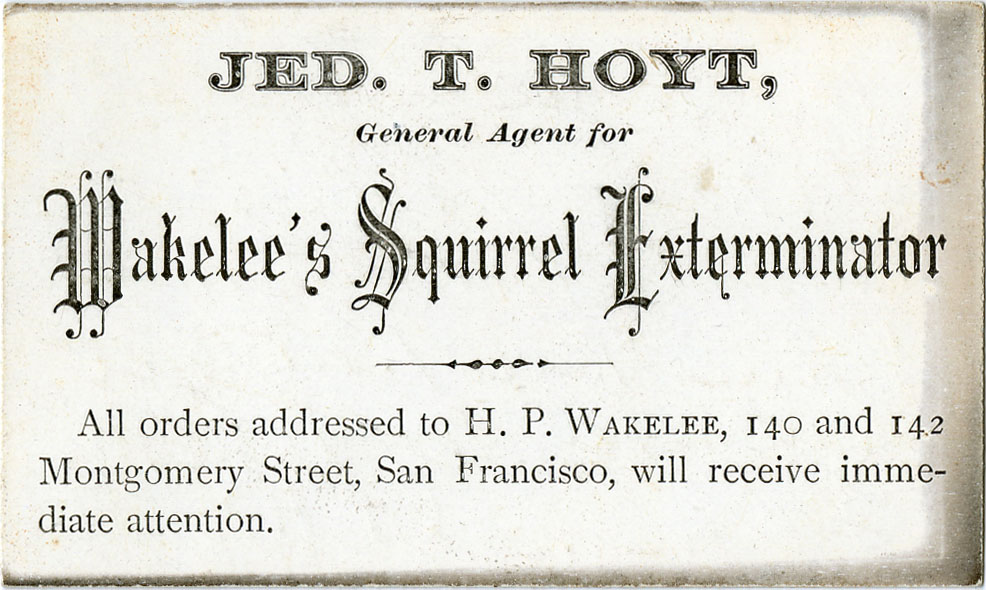 JED. T. HOYT,
General Agent for
Wakelee's Squirrel Exterminator
All orders addressed to H. P. WAKELEE, 140 and 142
Montgomery Street, San Francisco, will receive imme-
diate attention.